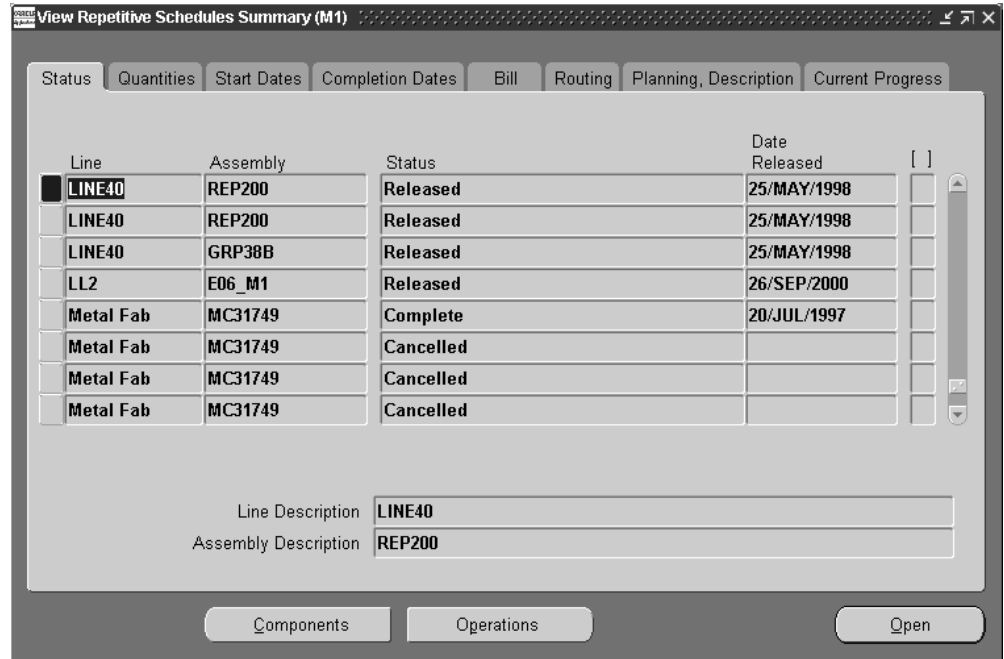 ORACLE
View Repetitive Schedules Summary (M1)
Status Quantities Start Dates Completion Dates Bill Routing Planning, Description Current Progress
Line Assembly Status Date Released [ ]
LINE40 REP200 Released 25/MAY/1998
LINE40 REP200 Released 25/MAY/1998
LINE40 GRP38B Released 25/MAY/1998
LL2 E06_M1 Released 26/SEP/2000
Metal Fab MC31749 Complete 20/JUL/1997
Metal Fab MC31749 Cancelled
Metal Fab MC31749 Cancelled
Metal Fab MC31749 Cancelled
Line Description LINE40
Assembly Description REP200
Components Operations Open